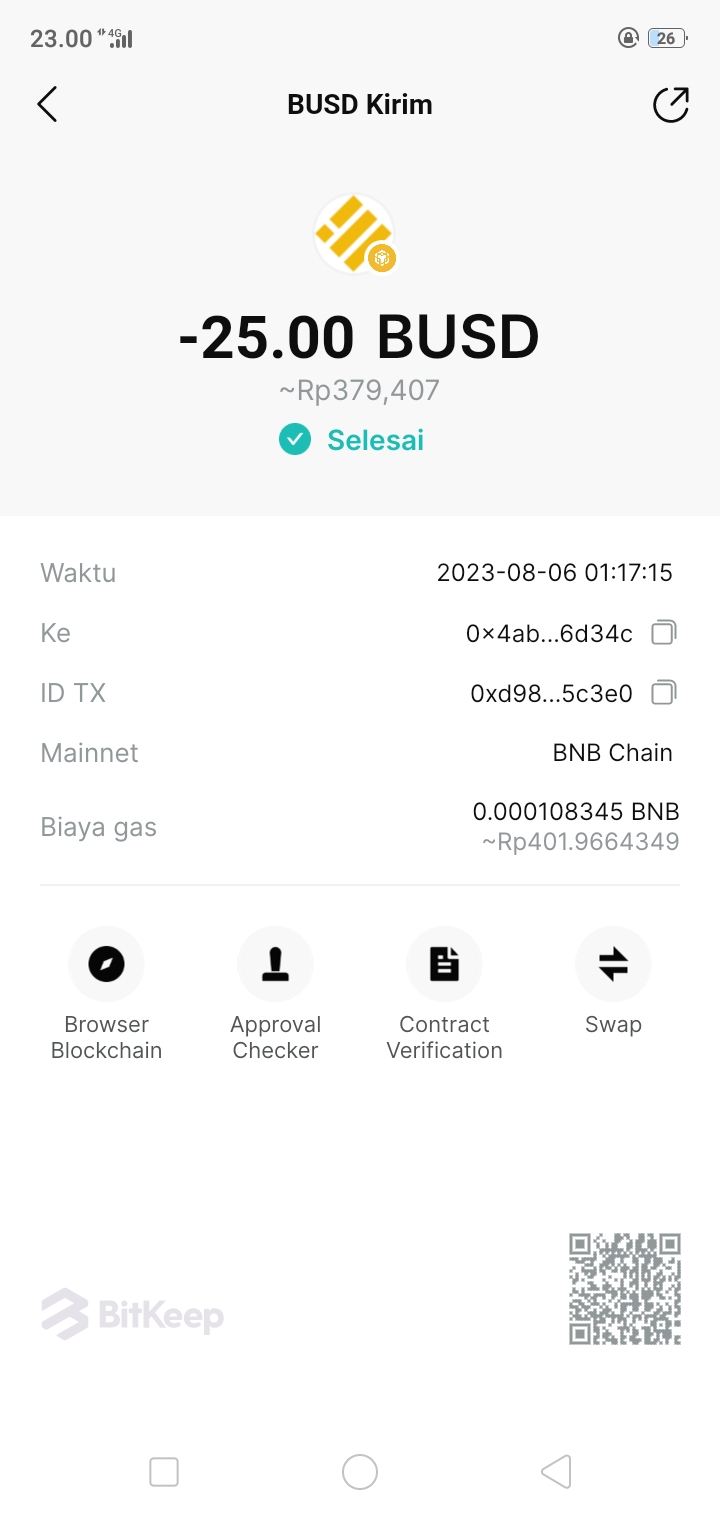 23.00 4G 26
BUSD Kirim
-25.00 BUSD
~Rp379,407
Selesai
Waktu 2023-08-06 01:17:15
Ke 0×4ab...6d34c
ID TX 0xd98...5c3e0
Mainnet BNB Chain
Biaya gas 0.000108345 BNB
~Rp401.9664349
Browser Blockchain
Approval Checker
Contract Verification
Swap
BitKeep